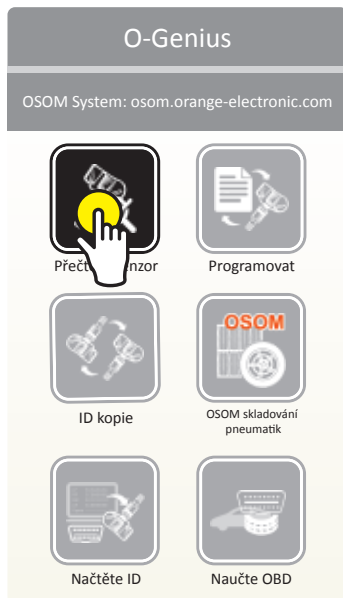 O-Genius
OSOM System: osom.orange-electronic.com
Programovat
ID kopie
OSOM
OSOM skladování
pneumatik
Načtěte ID
Naučte OBD